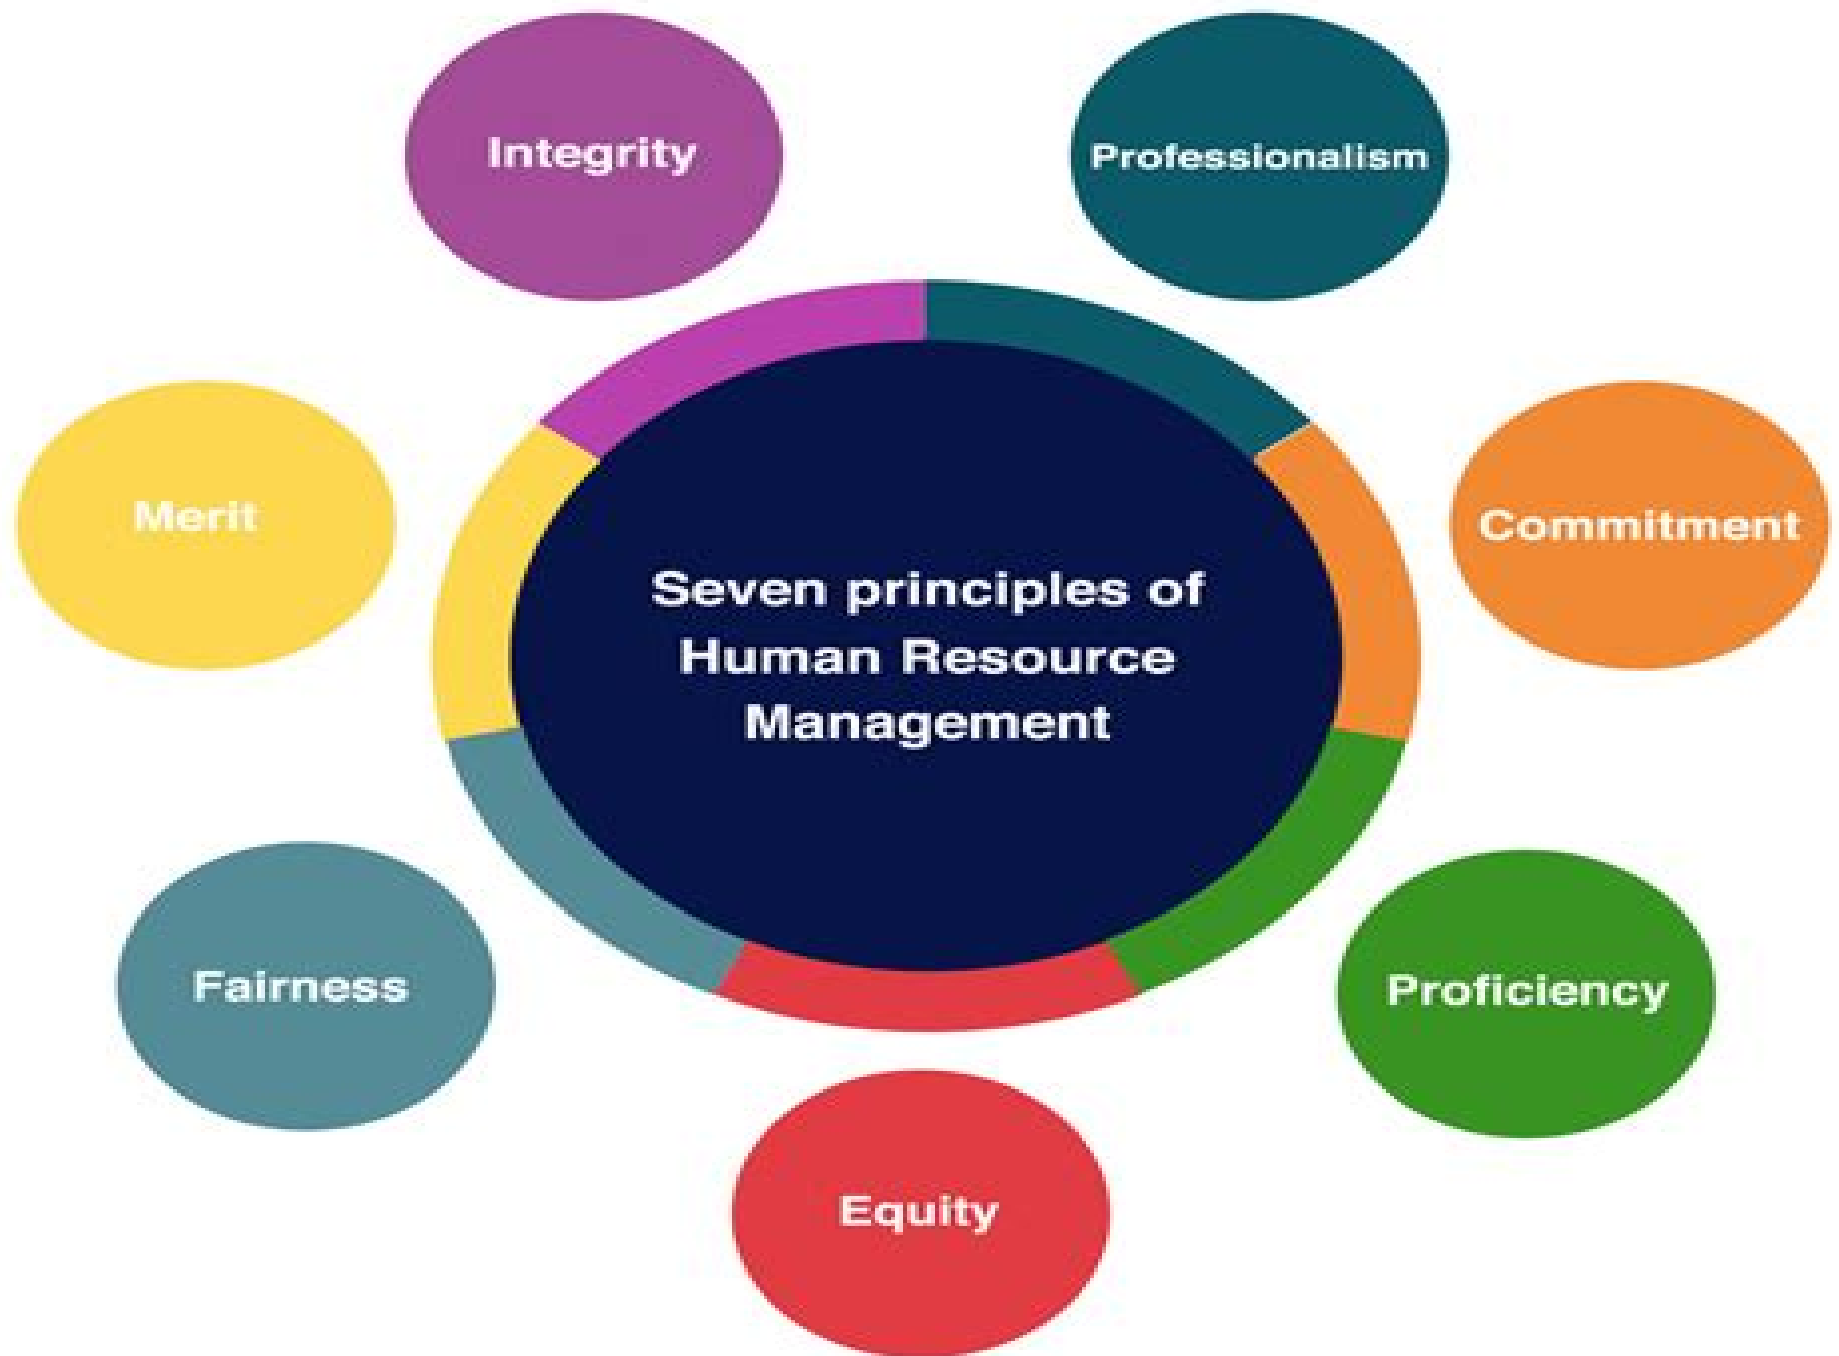 Integrity
Professionalism
Merit
Commitment
Seven principles of
Human Resource
Management
Fairness
Proficiency
Equity